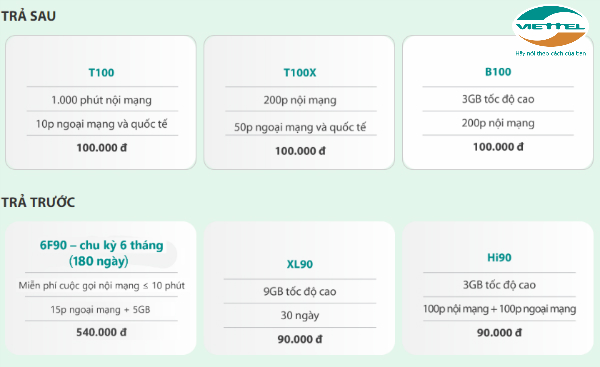 TRẢ SAU
VIETTEL
Hãy nói theo cách của bạn
T100
1.000 phút nội mạng
10p ngoại mạng và quốc tế
100.000 đ
T100X
200p nội mạng
50p ngoại mạng và quốc tế
100.000 đ
B100
3GB tốc độ cao
200p nội mạng
100.000 đ
TRẢ TRƯỚC
6F90 – chu kỳ 6 tháng
(180 ngày)
Miễn phí cuộc gọi nội mạng ≤ 10 phút
15p ngoại mạng + 5GB
540.000 đ
XL90
9GB tốc độ cao
30 ngày
90.000 đ
Hi90
3GB tốc độ cao
100p nội mạng + 100p ngoại mạng
90.000 đ